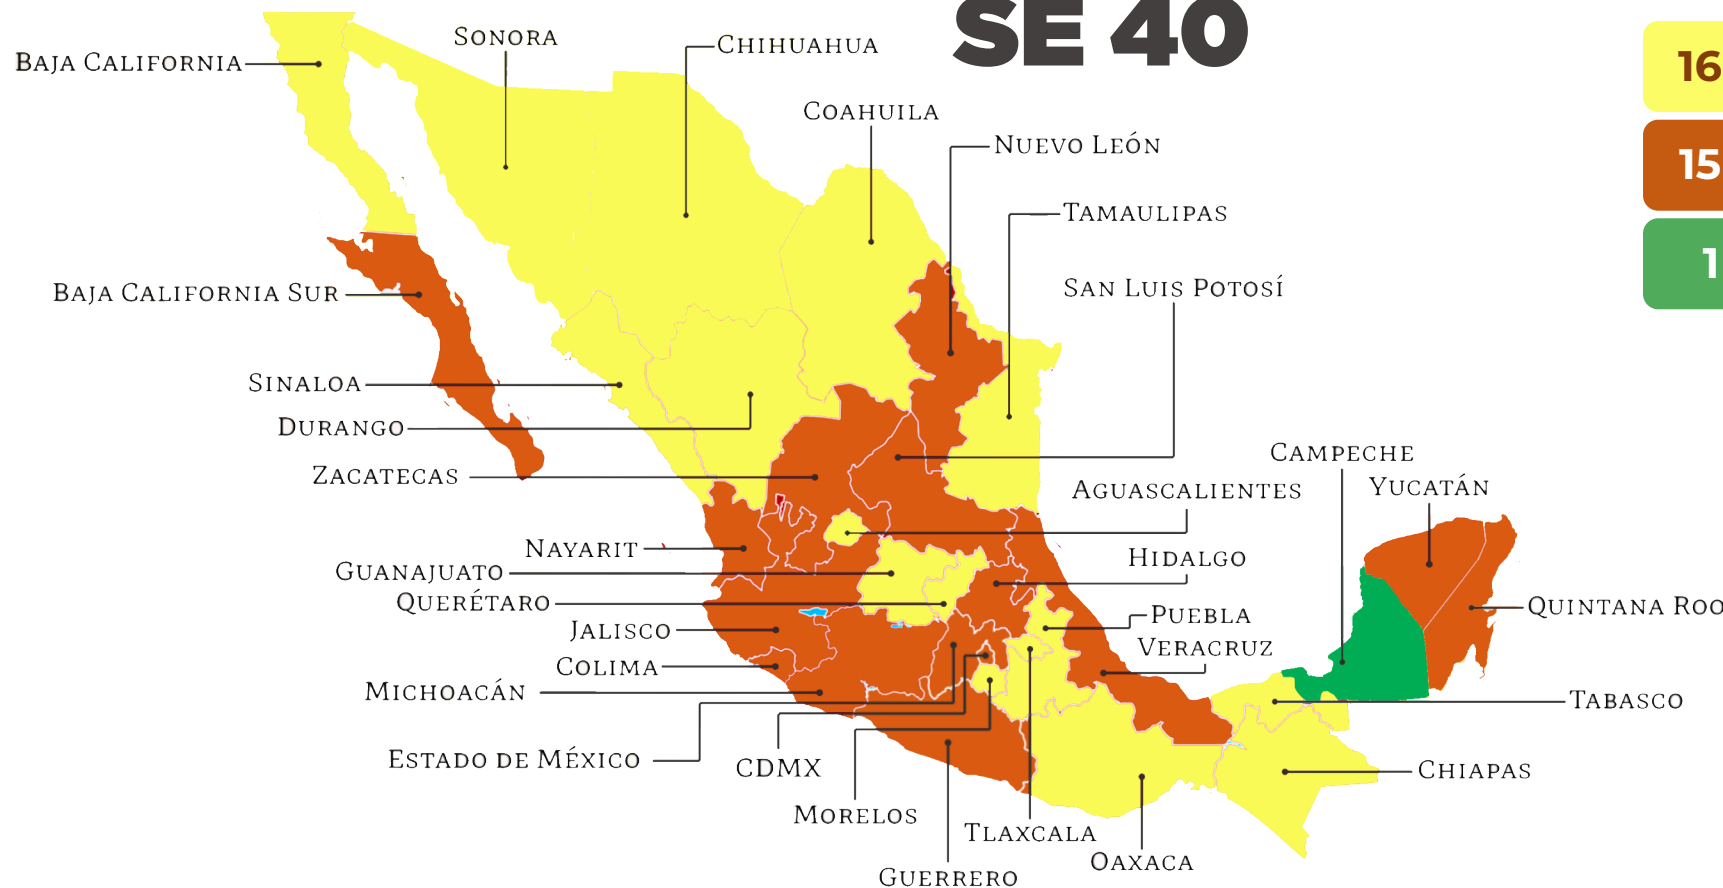 SE 40
SONORA
CHIHUAHUA
BAJA CALIFORNIA
16
COAHUILA
NUEVO LEÓN
15
TAMAULIPAS
1
SAN LUIS POTOSÍ
BAJA CALIFORNIA SUR
SINALOA
DURANGO
CAMPECHE
ZACATECAS
YUCATÁN
AGUASCALIENTES
NAYARIT
HIDALGO
GUANAJUATO
QUERÉTARO
QUINTANA ROO
PUEBLA
JALISCO
VERACRUZ
COLIMA
MICHOACÁN
TABASCO
ESTADO DE MÉXICO
CDMX
CHIAPAS
MORELOS
TLAXCALA
OAXACA
GUERRERO